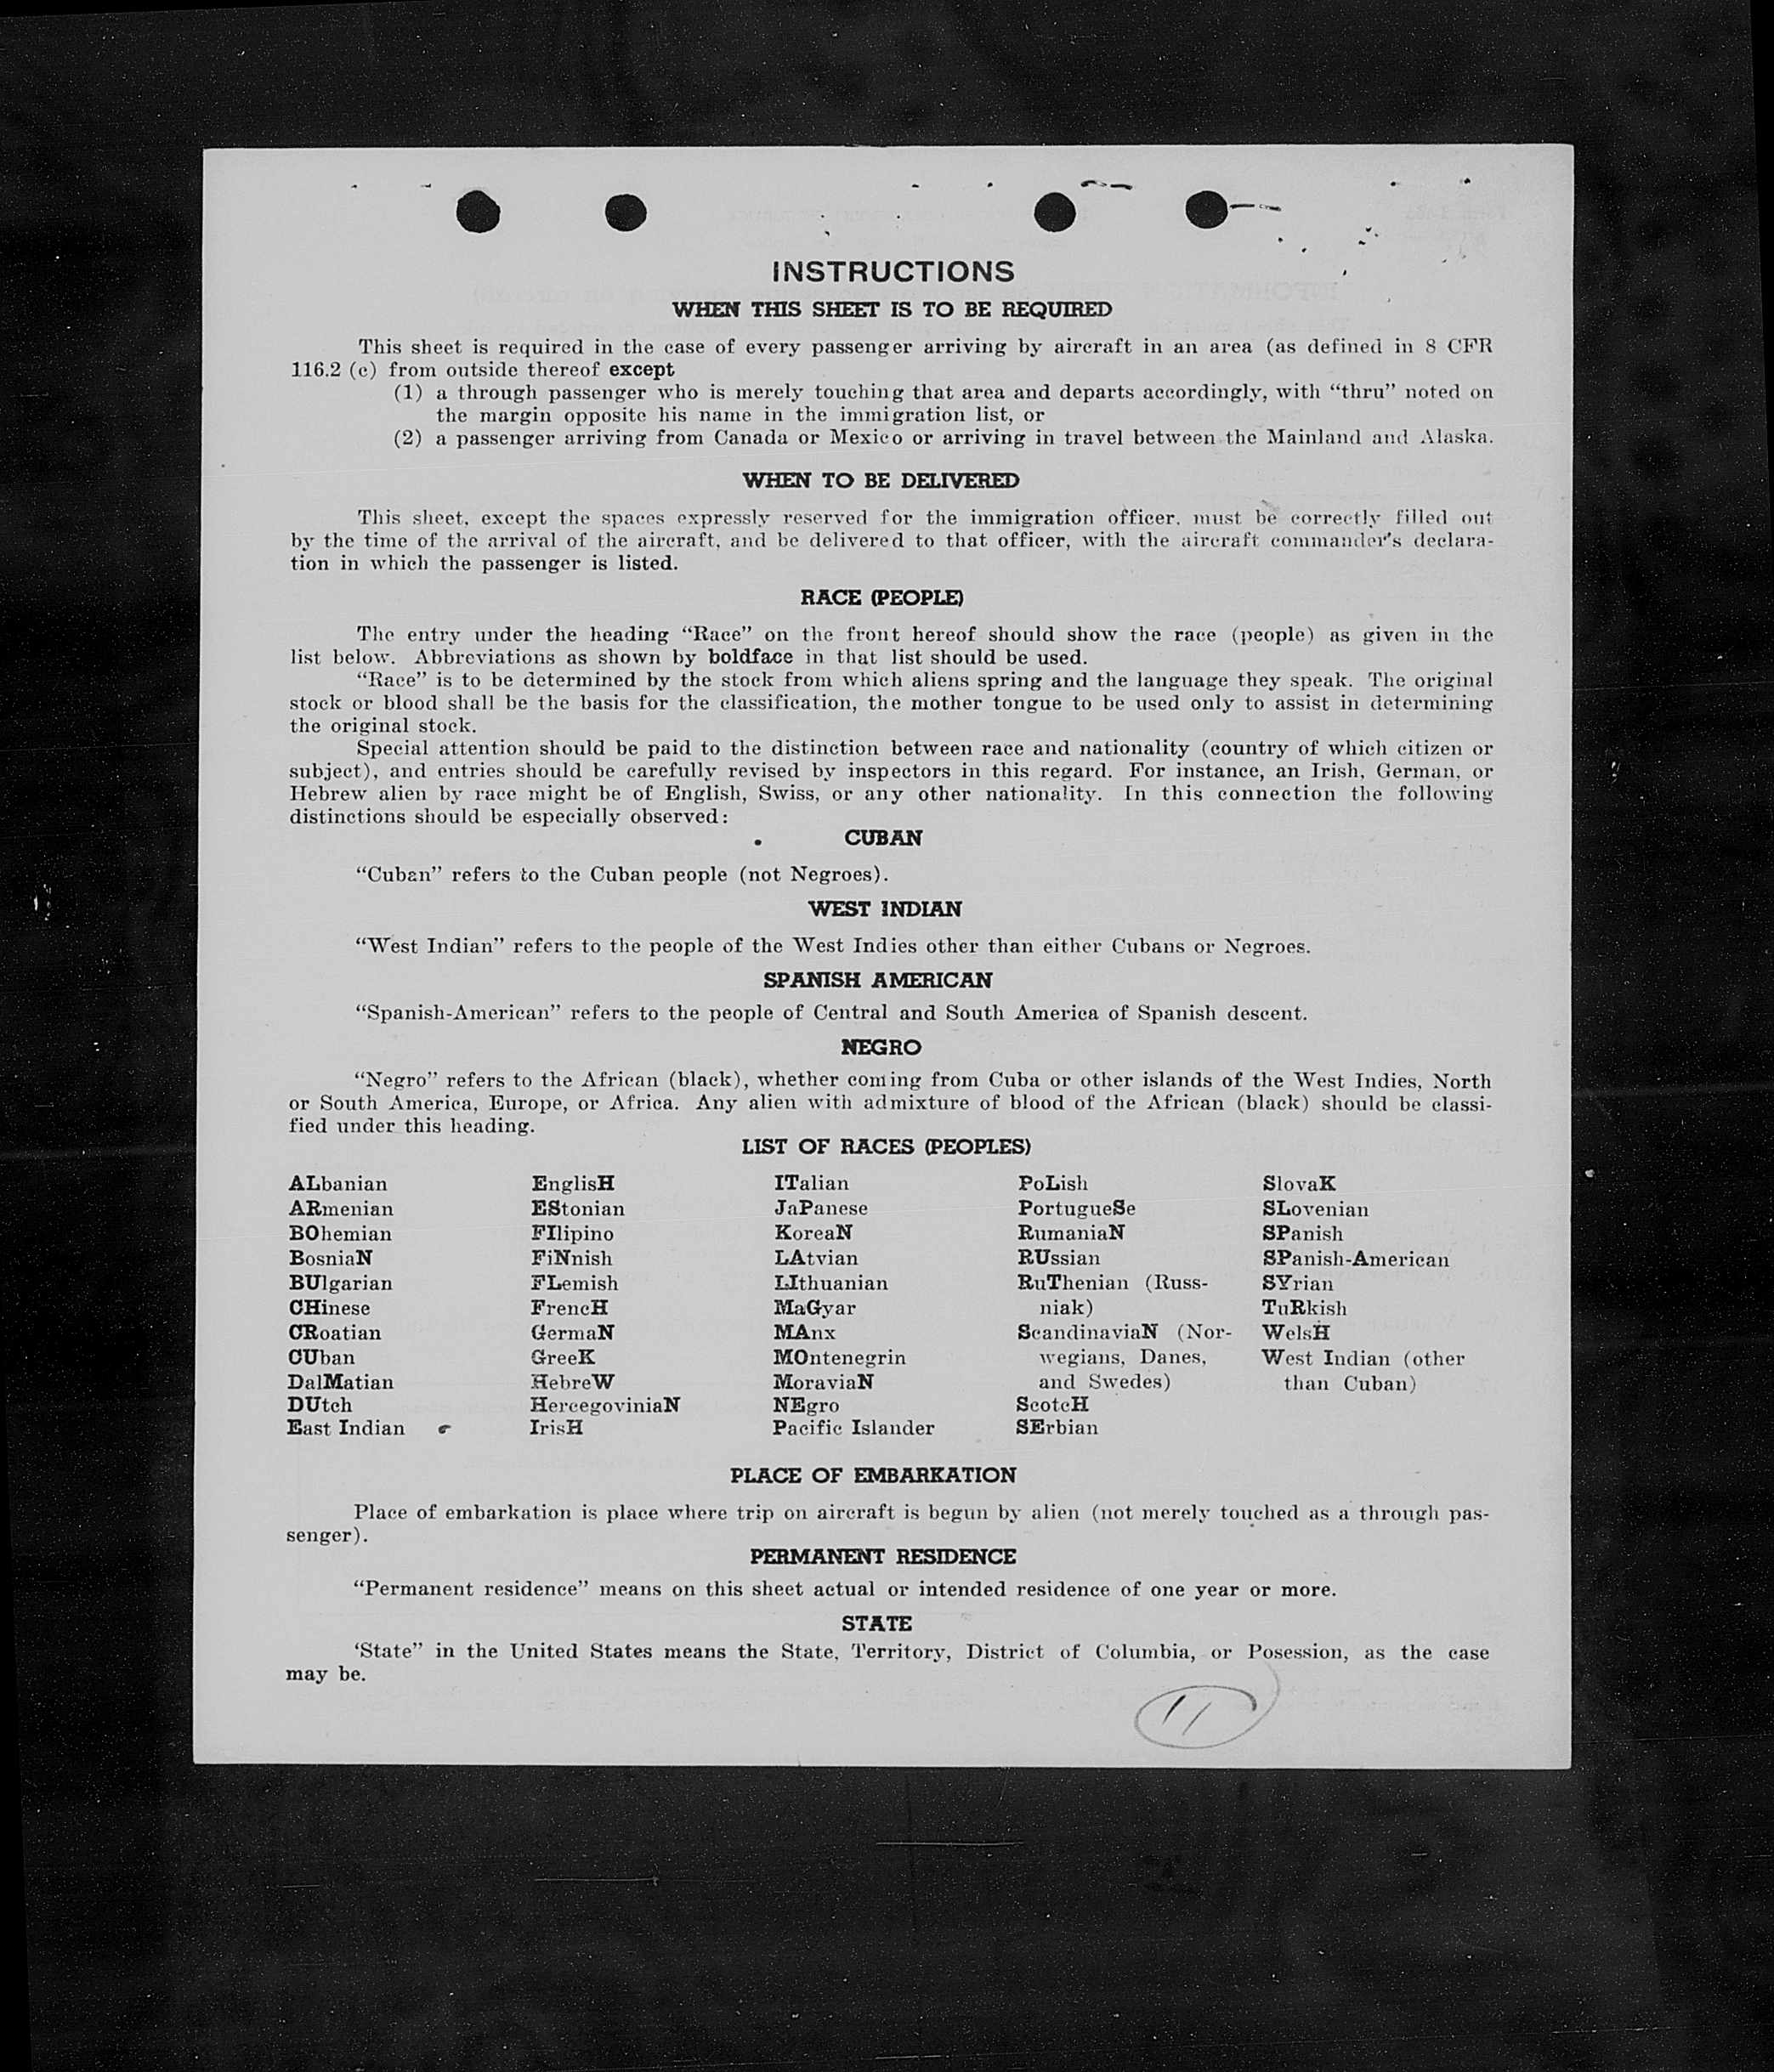 INSTRUCTIONS
WHEN THIS SHEET IS TO BE REQUIRED
This sheet is required in the case of every passenger arriving by aircraft in an area (as defined in 8 CFR
116.2 (c) from outside thereof except
(1) a through passenger who is merely touching that area and departs accordingly, with “thru” noted on
the margin opposite his name in the immigration list, or
(2) a passenger arriving from Canada or Mexico or arriving in travel between the Mainland and Alaska.
WHEN TO BE DELIVERED
This sheet, except the spaces expressly reserved for the immigration officer, must be correctly filled out
by the time of the arrival of the aircraft, and be delivered to that officer, with the aircraft commander's declara-
tion in which the passenger is listed.
RACE (PEOPLE)
The entry under the heading “Race” on the front hereof should show the race (people) as given in the
list below. Abbreviations as shown by boldface in that list should be used.
“Race” is to be determined by the stock from which aliens spring and the language they speak. The original
stock or blood shall be the basis for the classification, the mother tongue to be used only to assist in determining
the original stock.
Special attention should be paid to the distinction between race and nationality (country of which citizen or
subject), and entries should be carefully revised by inspectors in this regard. For instance, an Irish, German, or
Hebrew alien by race might be of English, Swiss, or any other nationality. In this connection the following
distinctions should be especially observed:
CUBAN
“Cuban” refers to the Cuban people (not Negroes).
WEST INDIAN
“West Indian” refers to the people of the West Indies other than either Cubans or Negroes.
SPANISH AMERICAN
“Spanish-American” refers to the people of Central and South America of Spanish descent.
NEGRO
“Negro” refers to the African (black), whether coming from Cuba or other islands of the West Indies, North
or South America, Europe, or Africa. Any alien with admixture of blood of the African (black) should be classi-
fied under this heading.
LIST OF RACES (PEOPLES)
ALbanian
ARmenian
BOhemian
BosniaN
BUlgarian
CHinese
CRoatian
CUban
DalMatian
DUtch
East Indian
EnglisH
EStonian
FIlipino
FiNnish
FLemish
FrencH
GermaN
GreeK
HebreW
HercegoviniaN
IrisH
ITalian
JaPanese
KoreaN
LAtvian
LIthuanian
MaGyar
MAnx
MOntenegrin
MoraviaN
NEgro
Pacific Islander
PoLish
PortugueSe
RumaniaN
RUssian
RuThenian (Russ-
niak)
ScandinaviaN (Nor-
wegians, Danes,
and Swedes)
ScotcH
SErbian
SlovaK
SLovenian
SPanish
SPanish-American
SYrian
TuRkish
WelsH
West Indian (other
than Cuban)
PLACE OF EMBARKATION
Place of embarkation is place where trip on aircraft is begun by alien (not merely touched as a through pas-
senger).
PERMANENT RESIDENCE
“Permanent residence” means on this sheet actual or intended residence of one year or more.
STATE
‘State” in the United States means the State, Territory, District of Columbia, or Posession, as the case
may be.
11